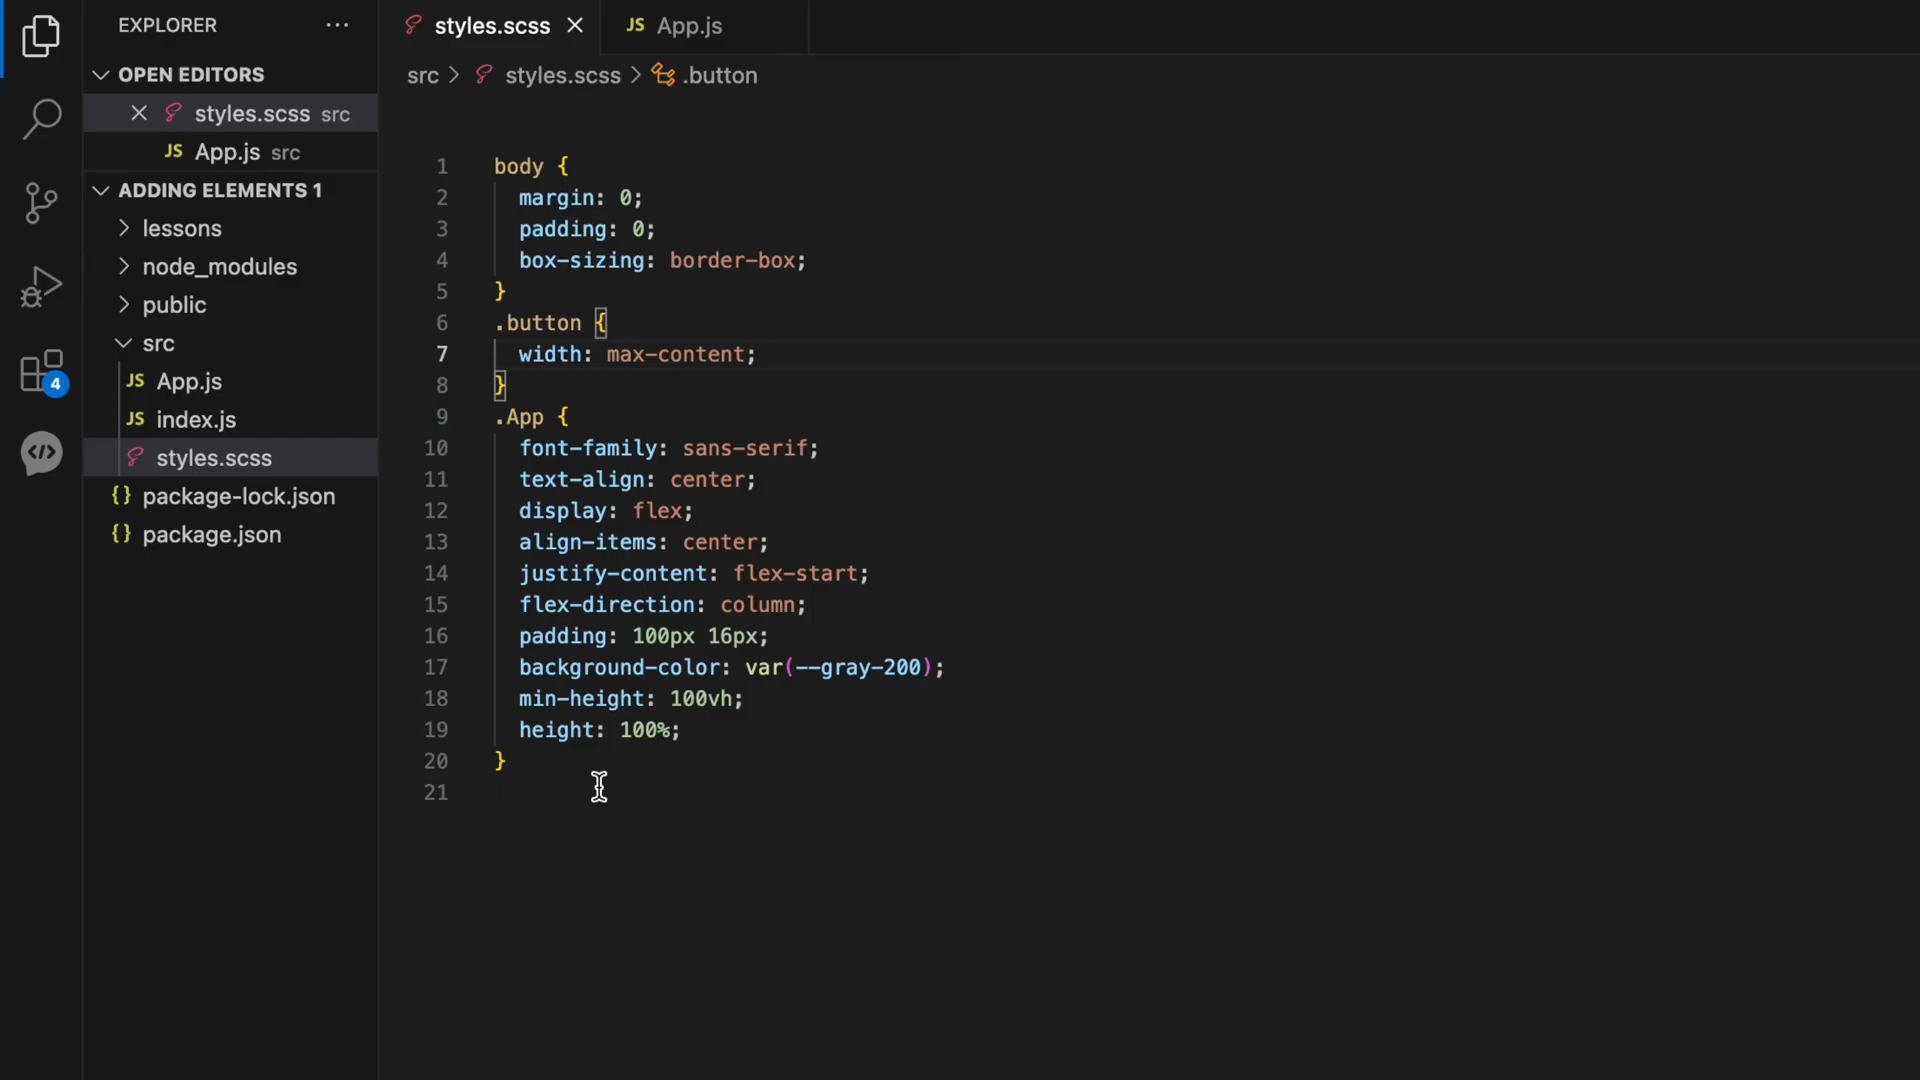 EXPLORER
OPEN EDITORS
styles.scss src
JS App.js src
ADDING ELEMENTS 1
lessons
node_modules
public
src
JS App.js
JS index.js
styles.scss
{} package-lock.json
{} package.json
4
styles.scss
JS App.js
src > styles.scss > .button
1 body {
2 margin: 0;
3 padding: 0;
4 box-sizing: border-box;
5 }
6 .button {
7 width: max-content;
8 }
9 .App {
10 font-family: sans-serif;
11 text-align: center;
12 display: flex;
13 align-items: center;
14 justify-content: flex-start;
15 flex-direction: column;
16 padding: 100px 16px;
17 background-color: var(--gray-200);
18 min-height: 100vh;
19 height: 100%;
20 }
21